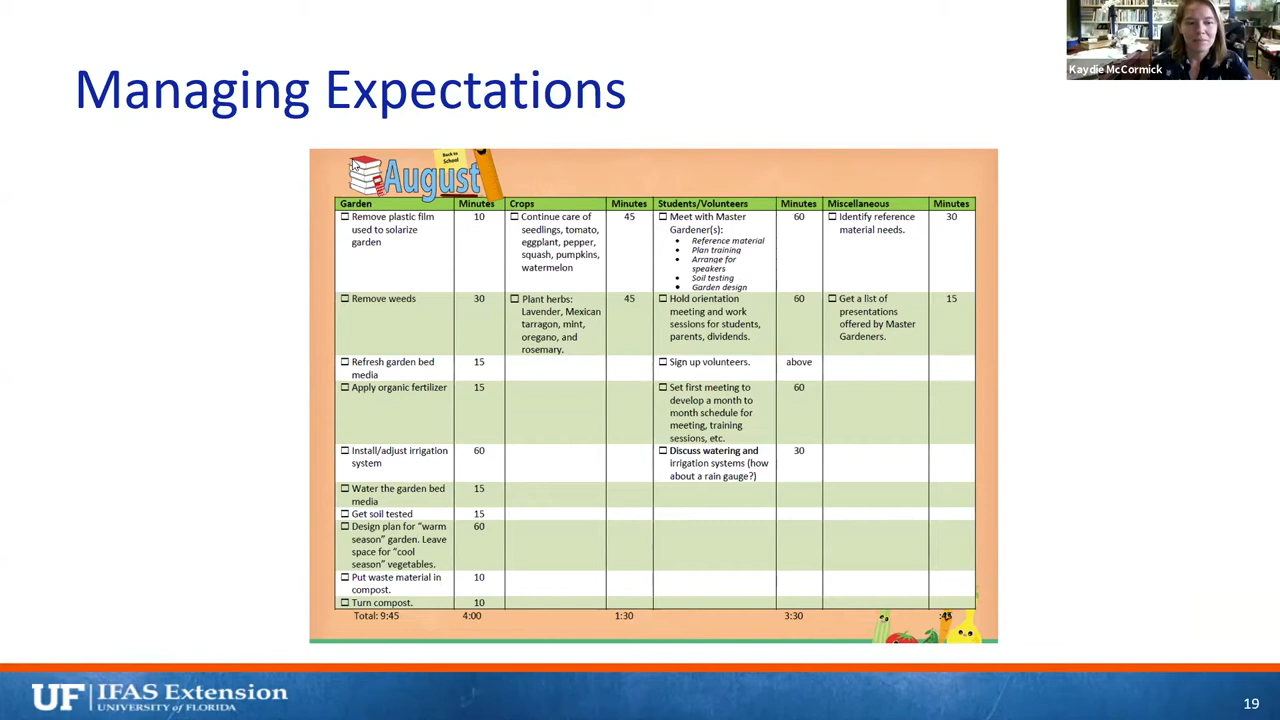 Managing Expectations
Kaydie McCormick
Back to
School
August
Garden Minutes Crops Minutes Students/Volunteers Minutes Miscellaneous Minutes
Remove plastic film
used to solarize
garden
10
Continue care of
seedlings, tomato,
eggplant, pepper,
squash, pumpkins,
watermelon
45
Meet with Master
Gardener(s):
• Reference material
• Plan training
• Arrange for
speakers
• Soil testing
• Garden design
60
Identify reference
material needs.
30
Remove weeds
30
Plant herbs:
Lavender, Mexican
tarragon, mint,
oregano, and
rosemary.
45
Hold orientation
meeting and work
sessions for students,
parents, dividends.
60
Get a list of
presentations
offered by Master
Gardeners.
15
Refresh garden bed
media
15
Sign up volunteers.
above
Apply organic fertilizer
15
Set first meeting to
develop a month to
month schedule for
meeting, training
sessions, etc.
60
Install/adjust irrigation
system
60
Discuss watering and
irrigation systems (how
about a rain gauge?)
30
Water the garden bed
media
15
Get soil tested
15
Design plan for “warm
season” garden. Leave
space for “cool
season” vegetables.
60
Put waste material in
compost.
10
Turn compost.
10
Total: 9:45 4:00 1:30 3:30 :45
UF IFAS Extension
UNIVERSITY of FLORIDA
19